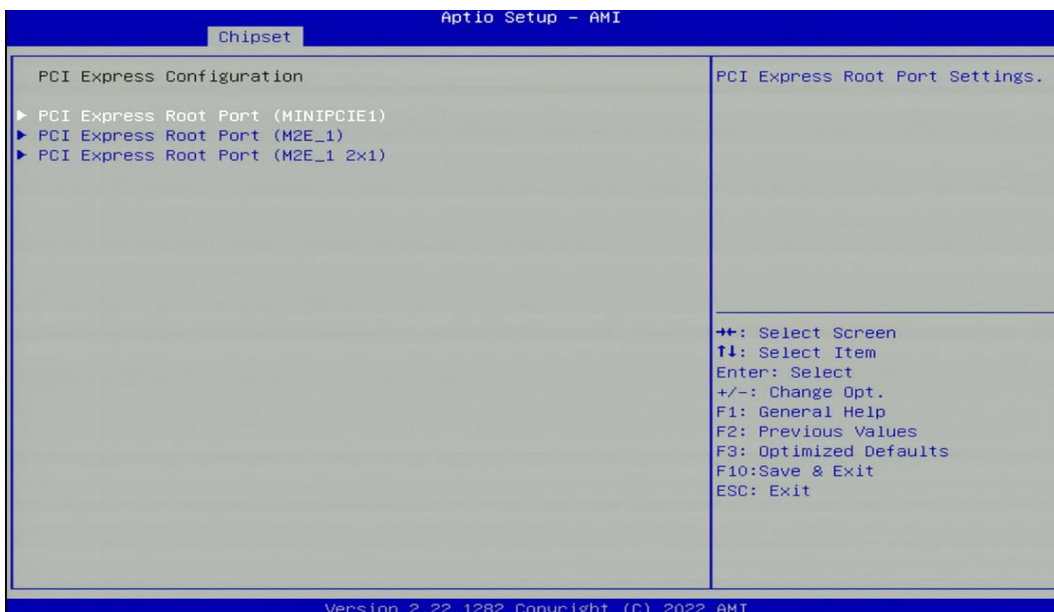 Aptio Setup – AMI
Chipset
PCI Express Configuration
PCI Express Root Port (MINIPCIE1)
PCI Express Root Port (M2E_1)
PCI Express Root Port (M2E_1 2x1)
PCI Express Root Port Settings.
→←: Select Screen
↑↓: Select Item
Enter: Select
+/-: Change Opt.
F1: General Help
F2: Previous Values
F3: Optimized Defaults
F10:Save & Exit
ESC: Exit
Version 2.22.1282 Copyright (C) 2022 AMI